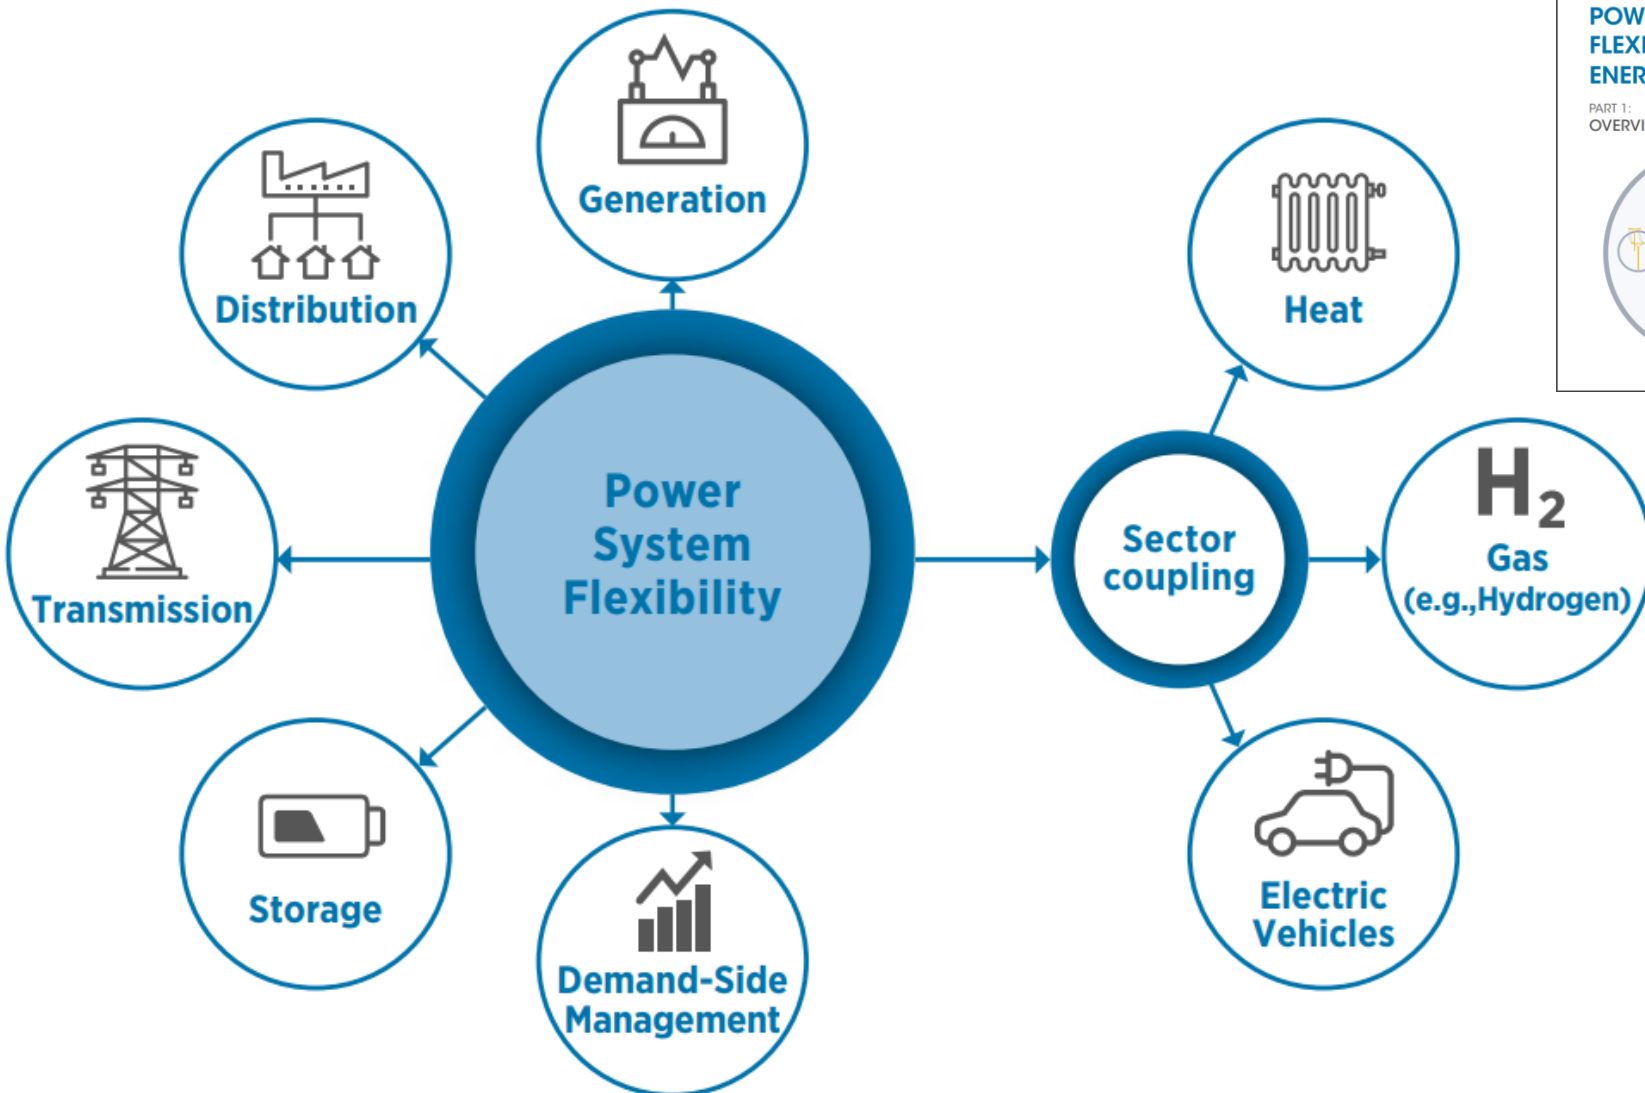 Generation
Distribution
Transmission
Storage
Demand-Side
Management
Power
System
Flexibility
Sector
coupling
Heat
H₂
Gas
(e.g.,Hydrogen)
Electric
Vehicles
PART 1: